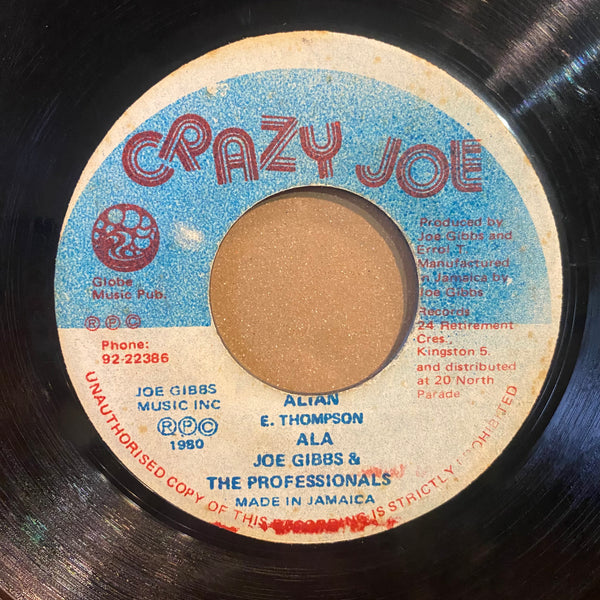 CRAZY JOE
Globe
Music Pub.
Ⓡ Ⓟ Ⓒ
Phone:
92-22386
Produced by
Joe Gibbs and
Errol T.
Manufactured
in Jamaica by
Joe Gibbs
Records
24 Retirement
Cres.
Kingston 5.
and distributed
at 20 North
Parade
JOE GIBBS
MUSIC INC
Ⓡ Ⓟ Ⓒ
1980
ALTAN
E. THOMPSON
ALA
JOE GIBBS &
THE PROFESSIONALS
MADE IN JAMAICA
UNAUTHORISED COPY OF THIS RECORDING IS STRICTLY PROHIBITED